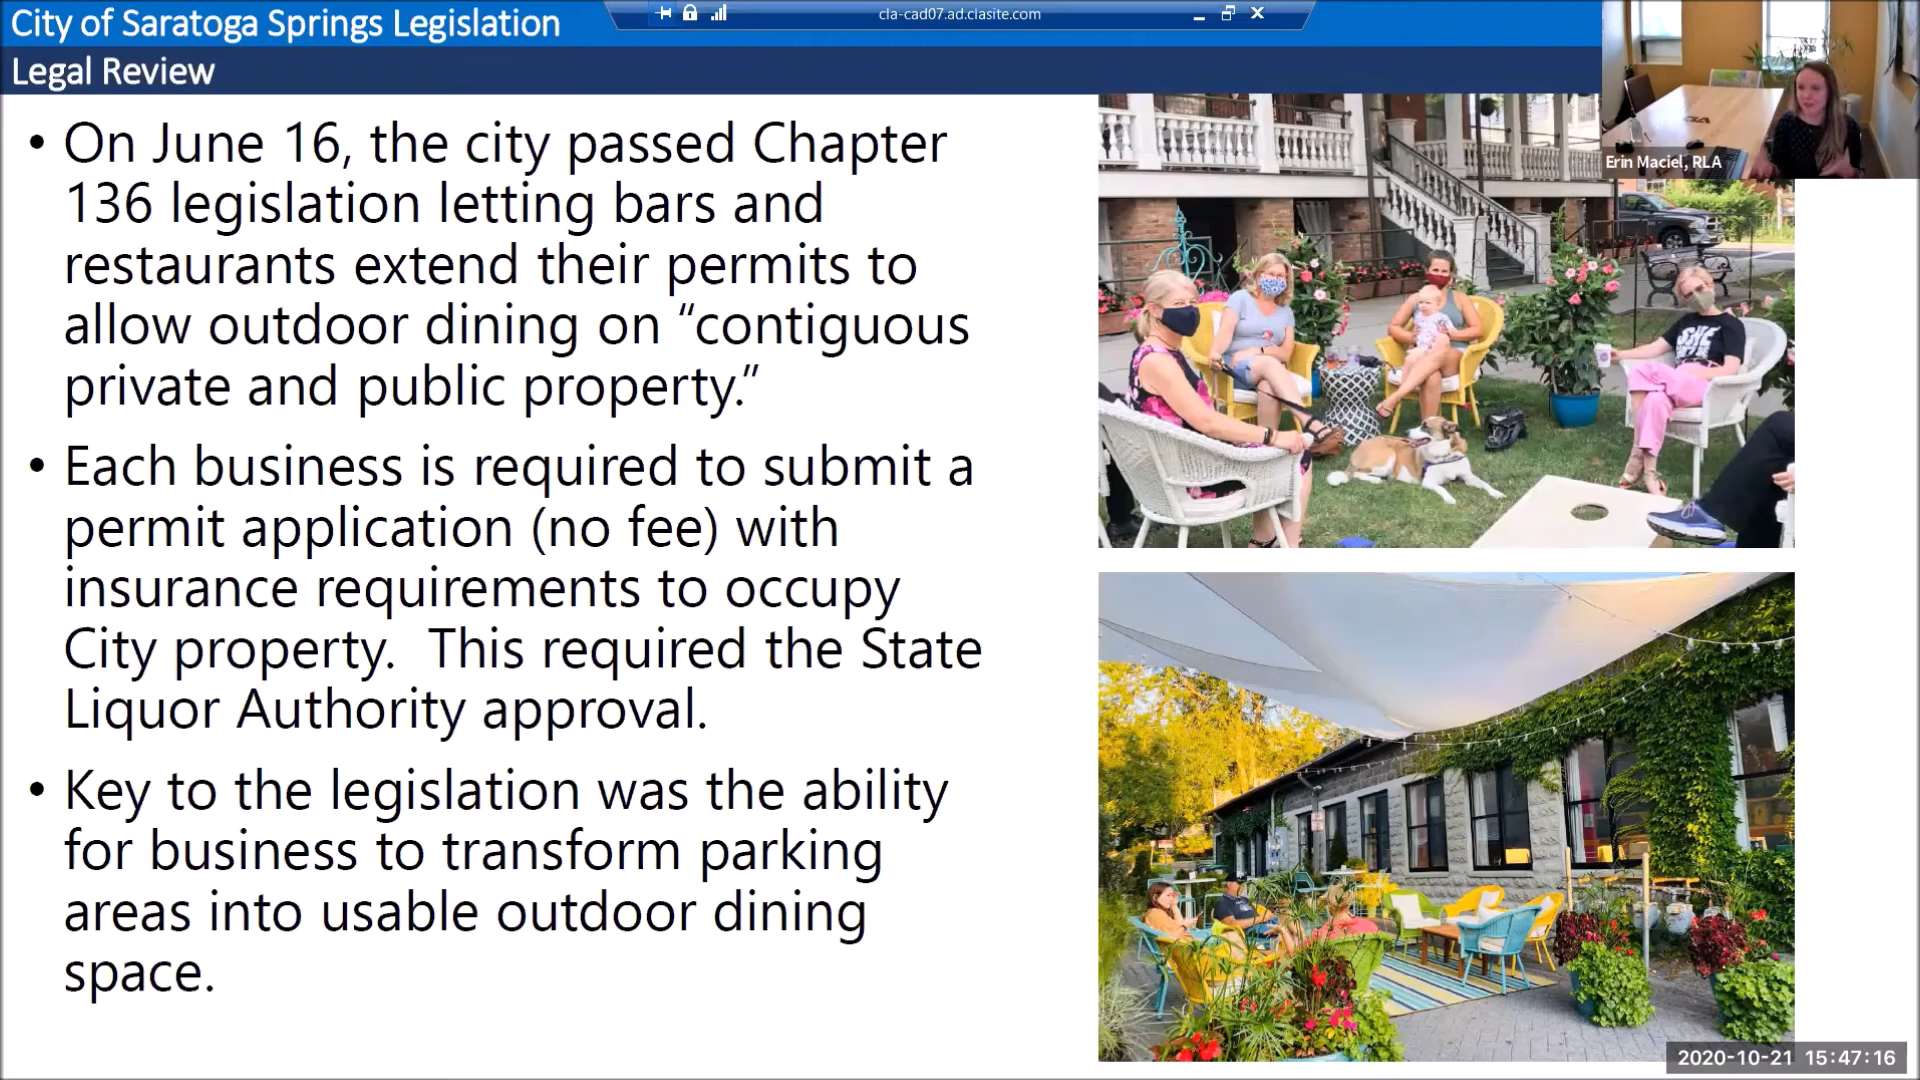 City of Saratoga Springs Legislation
cla-cad07.ad.clasite.com
Legal Review
Erin Maciel, RLA
• On June 16, the city passed Chapter
136 legislation letting bars and
restaurants extend their permits to
allow outdoor dining on “contiguous
private and public property.”
• Each business is required to submit a
permit application (no fee) with
insurance requirements to occupy
City property.  This required the State
Liquor Authority approval.
• Key to the legislation was the ability
for business to transform parking
areas into usable outdoor dining
space.
2020-10-21 15:47:16